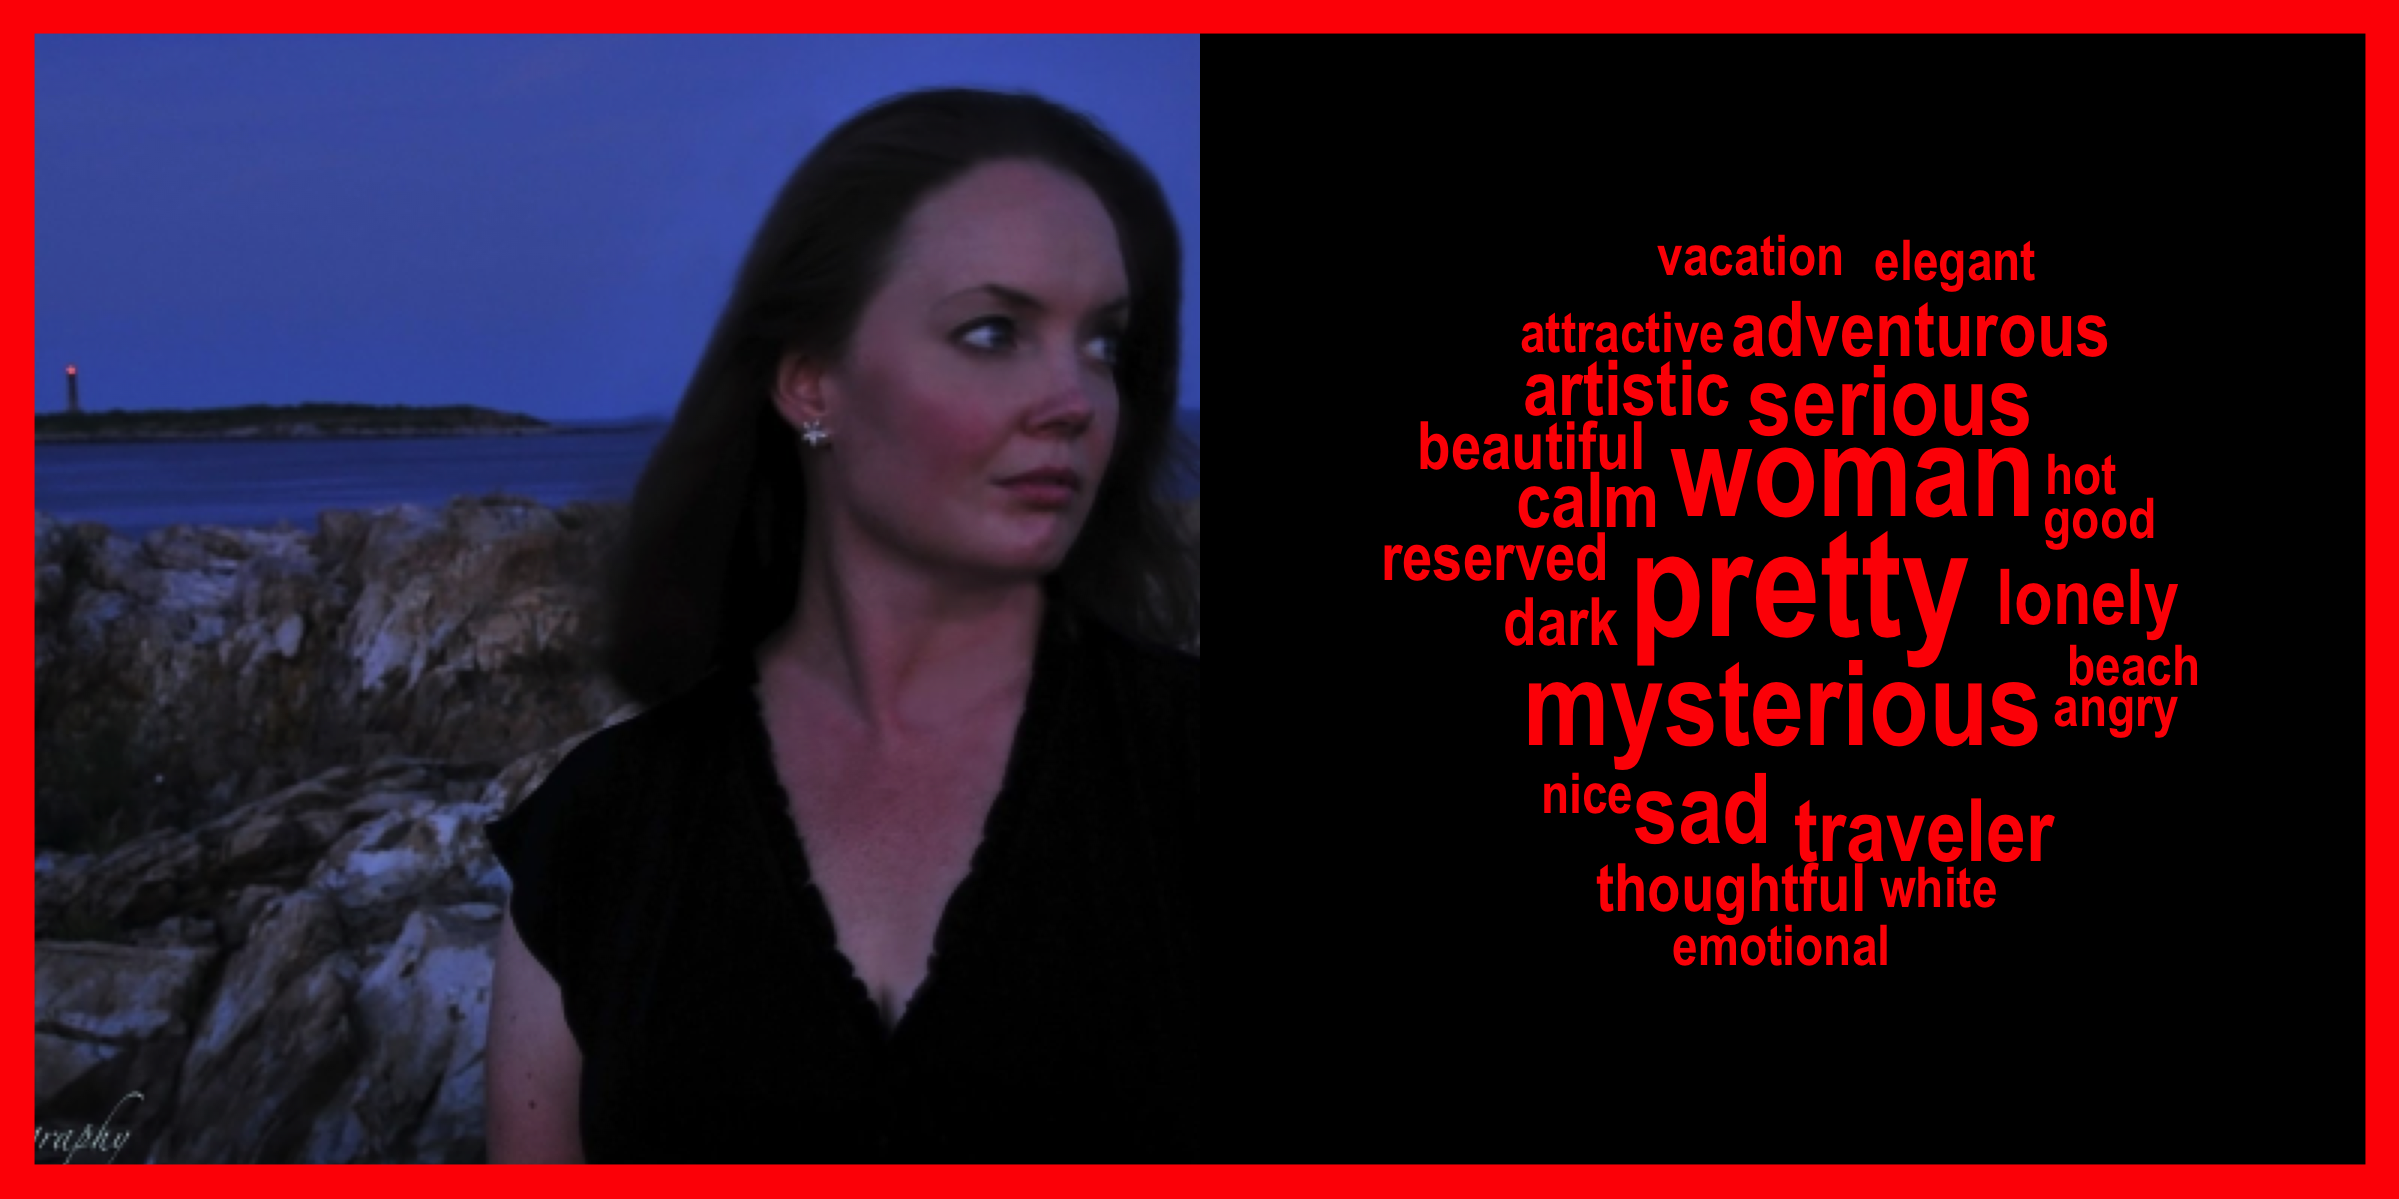 vacation elegant
attractive adventurous
artistic serious
beautiful woman hot
calm good
reserved pretty lonely
dark beach
mysterious angry
nice sad traveler
thoughtful white
emotional
raphy